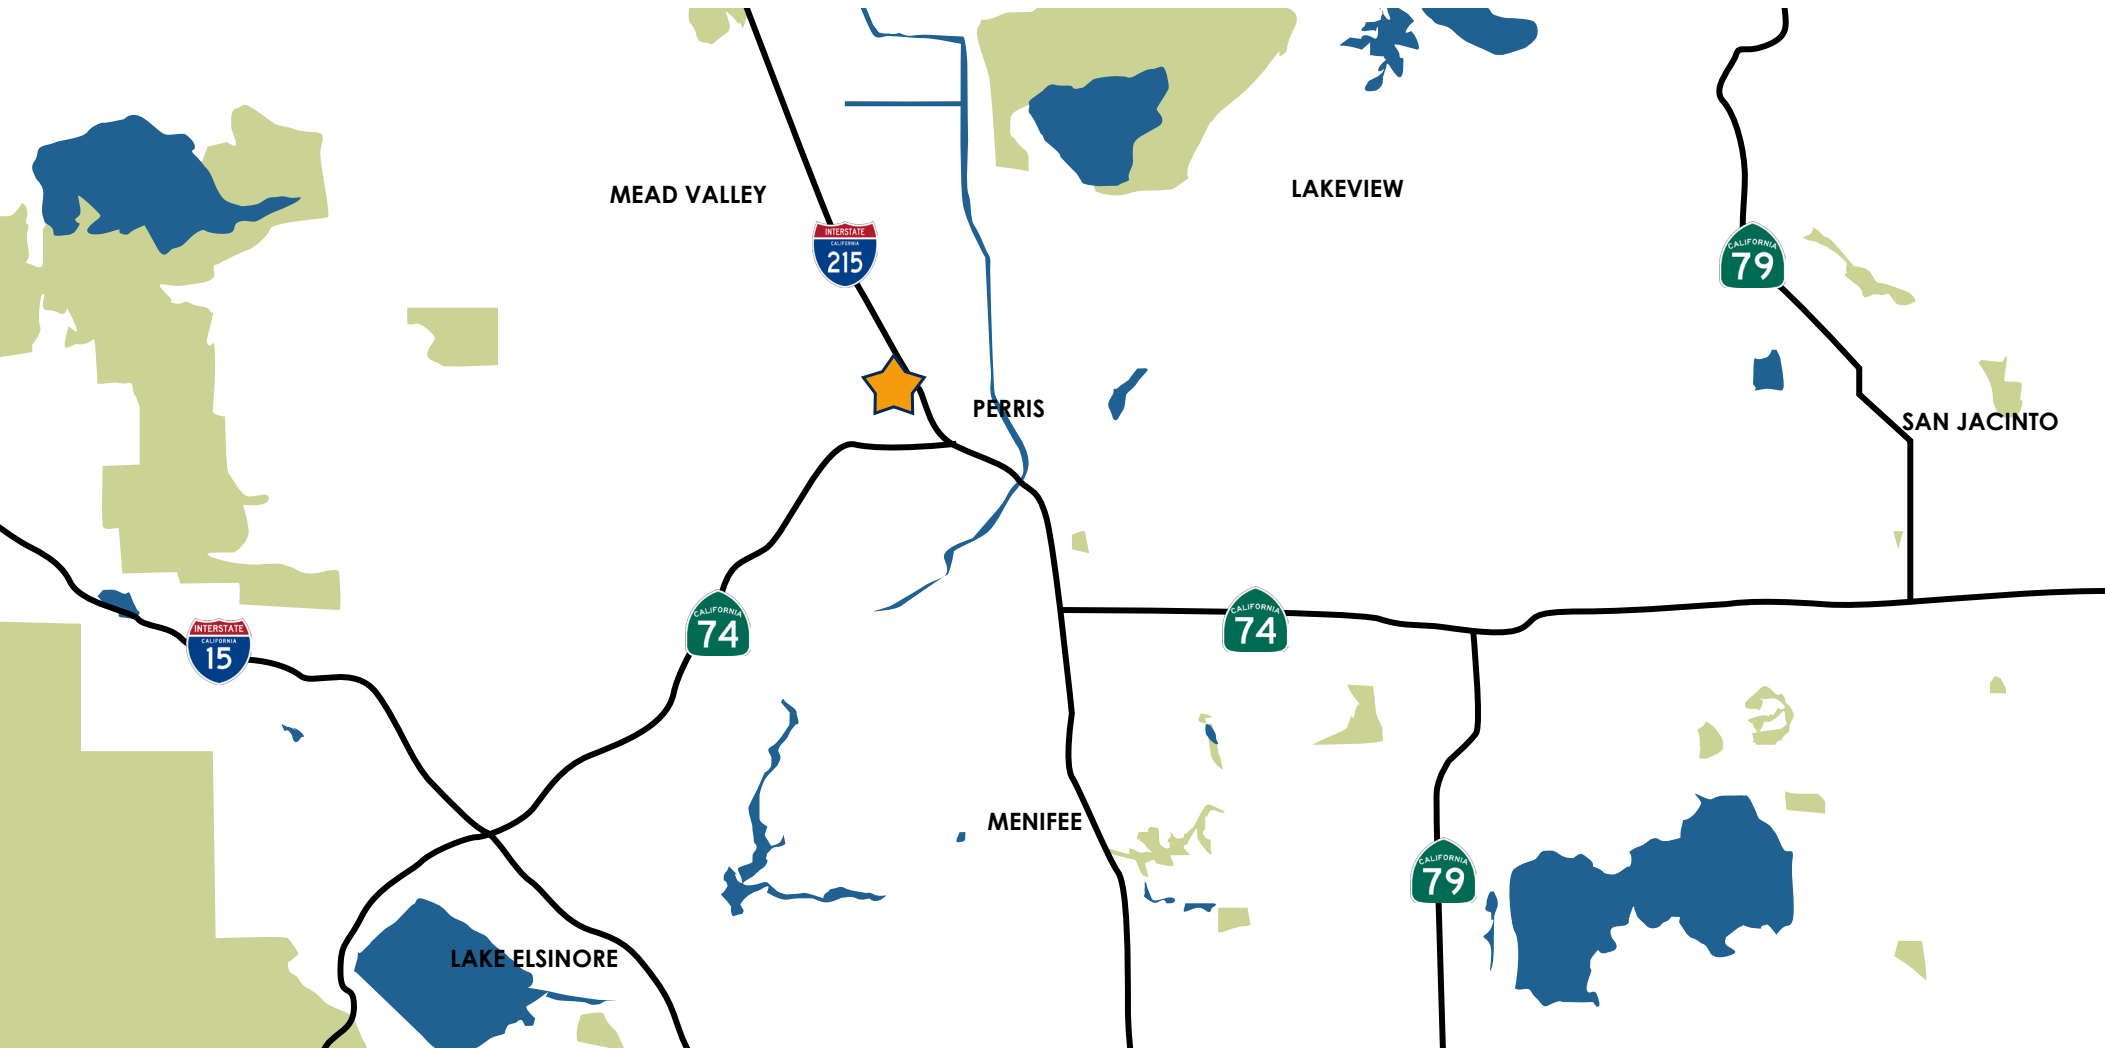 LAKEVIEW
MEAD VALLEY
INTERSTATE
CALIFORNIA
215
CALIFORNIA
79
PERRIS
SAN JACINTO
CALIFORNIA
74
CALIFORNIA
74
INTERSTATE
CALIFORNIA
15
MENIFEE
CALIFORNIA
79
LAKE ELSINORE